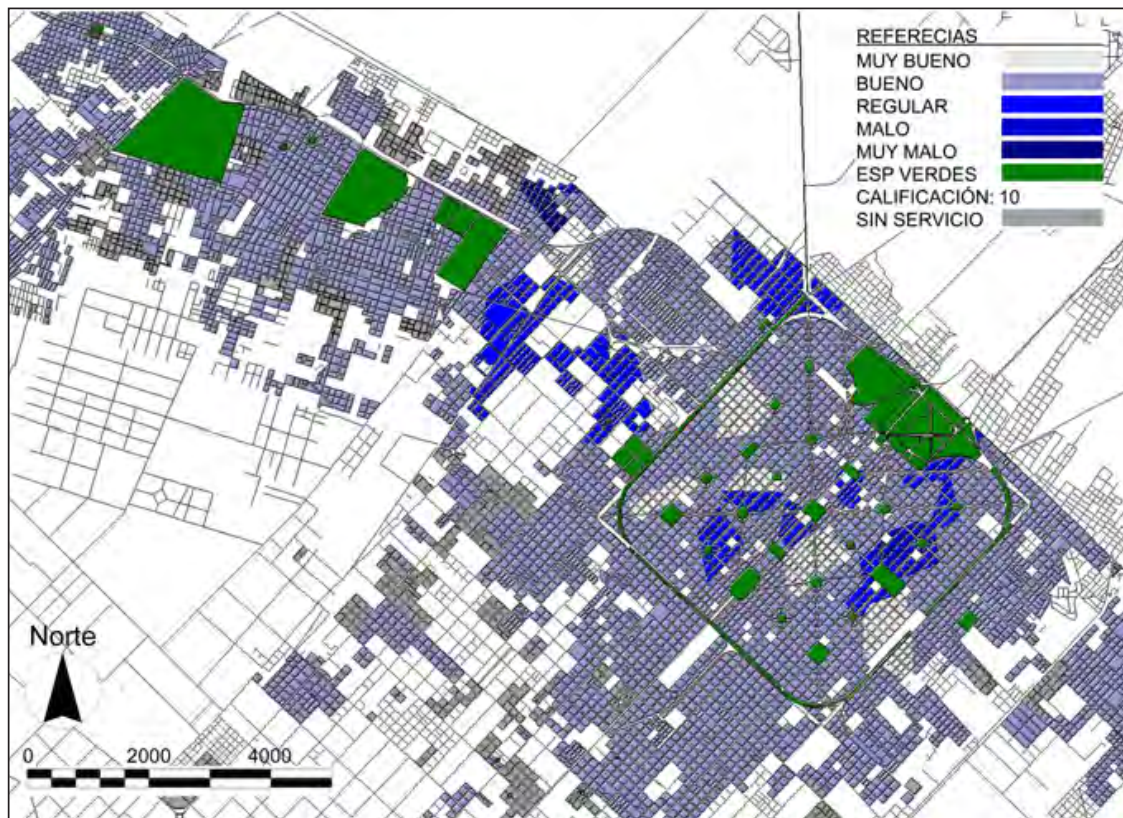 REFERECIAS
MUY BUENO
BUENO
REGULAR
MALO
MUY MALO
ESP VERDES
CALIFICACIÓN: 10
SIN SERVICIO
Norte
0 2000 4000